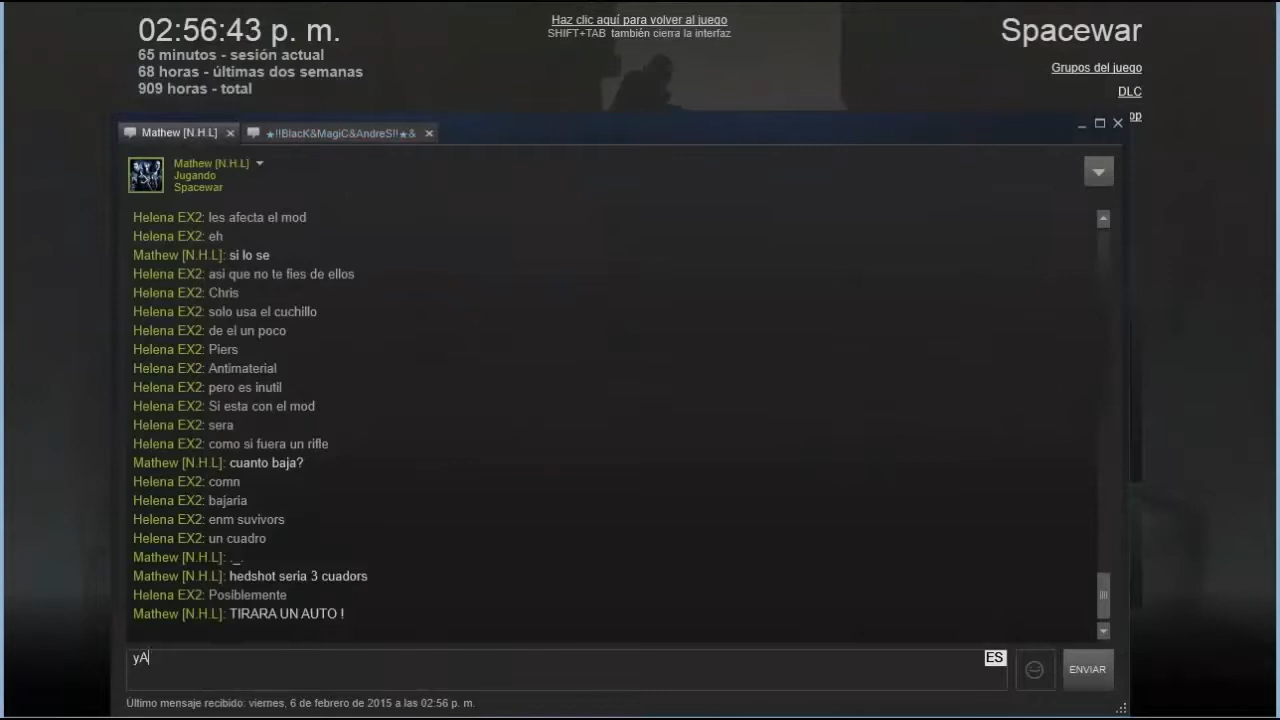 02:56:43 p. m.
65 minutos - sesión actual
68 horas - últimas dos semanas
909 horas - total
Haz clic aquí para volver al juego
SHIFT+TAB también cierra la interfaz
Spacewar
Grupos del juego
DLC
op
Mathew [N.H.L]
★!!BlacK&MagiC&AndreS!!★&
Mathew [N.H.L]
Jugando
Spacewar
Helena EX2: les afecta el mod
Helena EX2: eh
Mathew [N.H.L]: si lo se
Helena EX2: asi que no te fies de ellos
Helena EX2: Chris
Helena EX2: solo usa el cuchillo
Helena EX2: de el un poco
Helena EX2: Piers
Helena EX2: Antimaterial
Helena EX2: pero es inutil
Helena EX2: Si esta con el mod
Helena EX2: sera
Helena EX2: como si fuera un rifle
Mathew [N.H.L]: cuanto baja?
Helena EX2: comn
Helena EX2: bajaria
Helena EX2: enm suvivors
Helena EX2: un cuadro
Mathew [N.H.L]: ._.
Mathew [N.H.L]: hedshot seria 3 cuadors
Helena EX2: Posiblemente
Mathew [N.H.L]: TIRARA UN AUTO !
yA
ES
ENVIAR
Último mensaje recibido: viernes, 6 de febrero de 2015 a las 02:56 p. m.